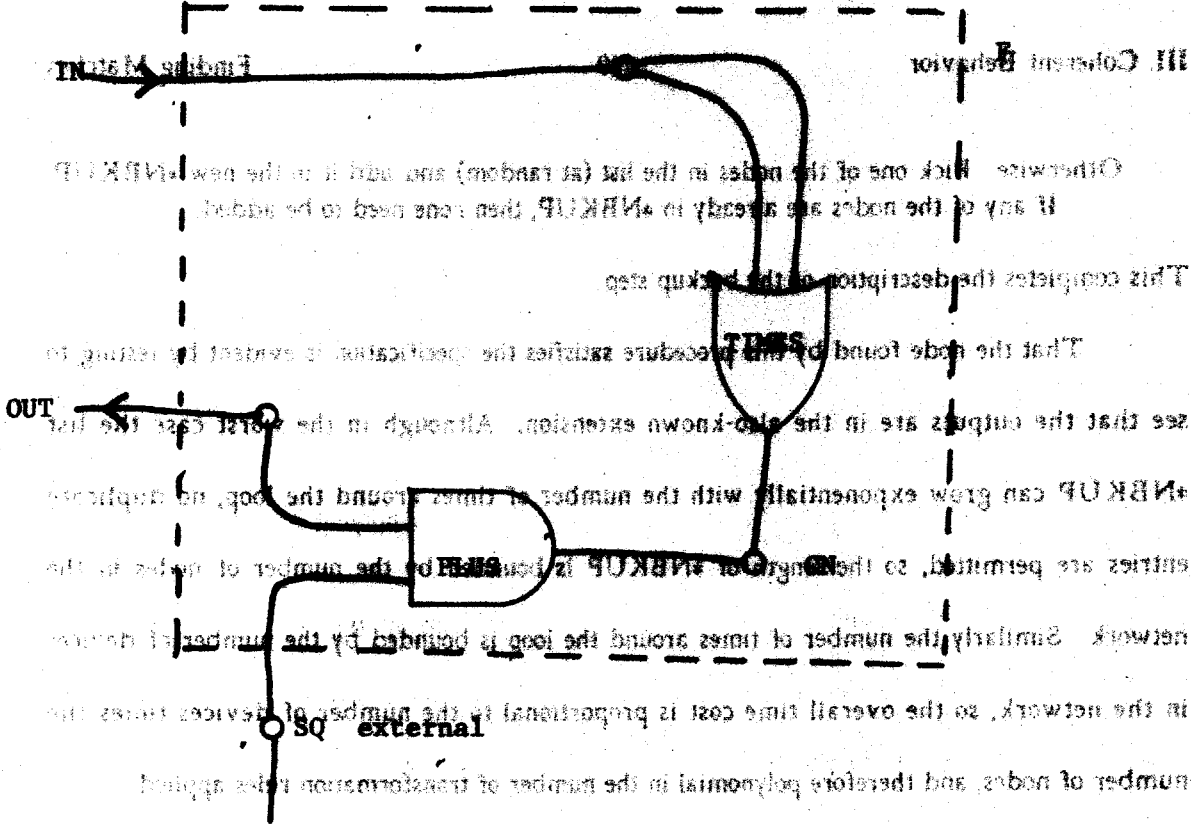 IN
III. Coherent Behavior
Finding
Otherwise Pick one of the nodes in the list (at random) and add it to the new *NBKUP
If any of the nodes are already in *NBKUP, then none need to be added.
This completes the description of the backup step
TIMES
That the node found by this procedure satisfies the specification is evident by testing to
OUT
see that the outputs are in the also-known extension. Although in the worst case the list
*NBKUP can grow exponentially with the number of times around the loop, no duplicate
PLUS
entries are permitted, so the length of *NBKUP is bounded by the number of nodes in the
network Similarly the number of times around the loop is bounded by the number of devices
in the network, so the overall time cost is proportional to the number of devices times the
SQ external
number of nodes, and therefore polynomial in the number of transformation rules applied